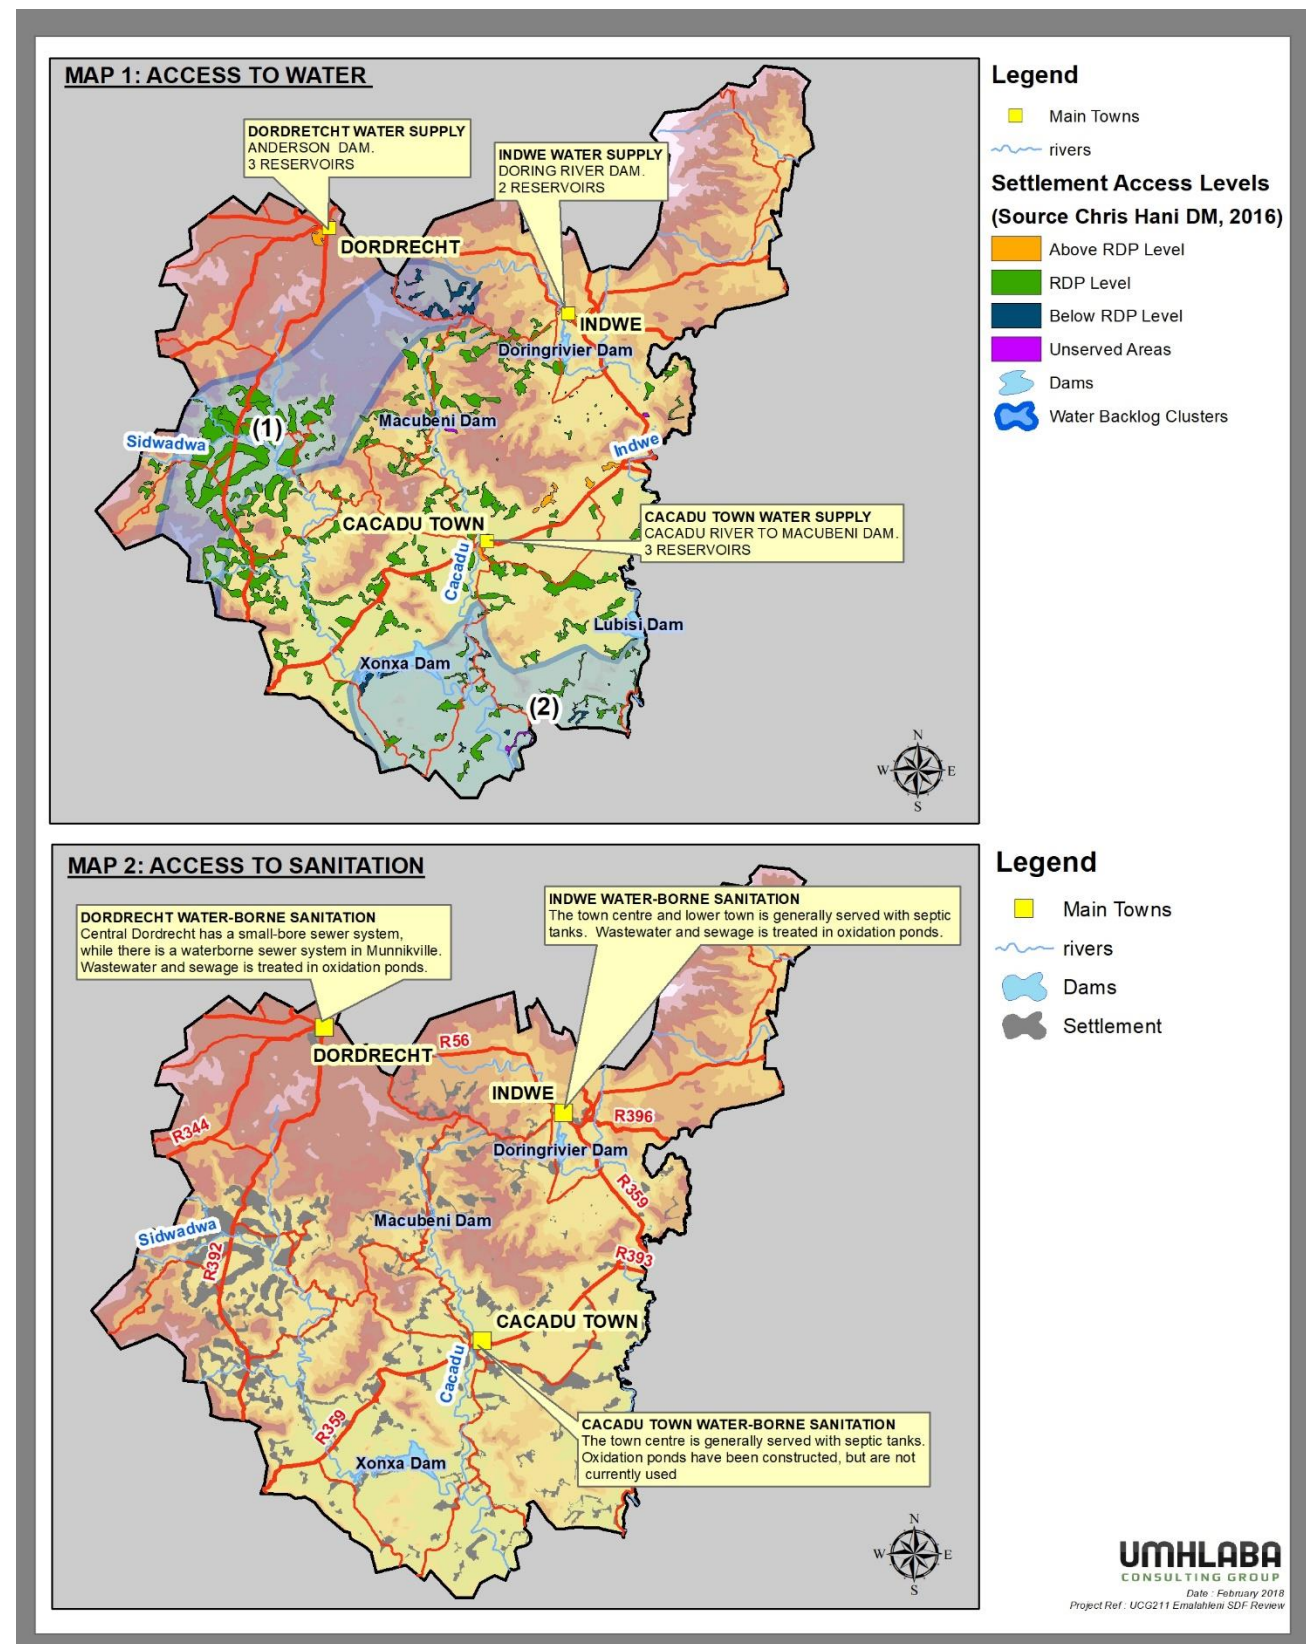 MAP 1: ACCESS TO WATER
DORDRETCHT WATER SUPPLY
ANDERSON DAM.
3 RESERVOIRS
INDWE WATER SUPPLY
DORING RIVER DAM.
2 RESERVOIRS
DORDRECHT
INDWE
Doringrivier Dam
Macubeni Dam
(1)
Sidwadwa
Indwe
CACADU TOWN
CACADU TOWN WATER SUPPLY
CACADU RIVER TO MACUBENI DAM.
3 RESERVOIRS
Cacadu
Lubisi Dam
Xonxa Dam
(2)
N
W
E
S
Legend
Main Towns
rivers
Settlement Access Levels
(Source Chris Hani DM, 2016)
Above RDP Level
RDP Level
Below RDP Level
Unserved Areas
Dams
Water Backlog Clusters
MAP 2: ACCESS TO SANITATION
DORDRECHT WATER-BORNE SANITATION
Central Dordrecht has a small-bore sewer system,
while there is a waterborne sewer system in Munnikville.
Wastewater and sewage is treated in oxidation ponds.
INDWE WATER-BORNE SANITATION
The town centre and lower town is generally served with septic
tanks. Wastewater and sewage is treated in oxidation ponds.
DORDRECHT
R56
INDWE
R396
R344
Doringrivier Dam
R359
Macubeni Dam
Sidwadwa
R392
R393
CACADU TOWN
Cacadu
R359
CACADU TOWN WATER-BORNE SANITATION
The town centre is generally served with septic tanks.
Oxidation ponds have been constructed, but are not
currently used
Xonxa Dam
N
W
E
S
Legend
Main Towns
rivers
Dams
Settlement
UMHLABA
CONSULTING GROUP
Date : February 2018
Project Ref : UCG211 Emalahleni SDF Review